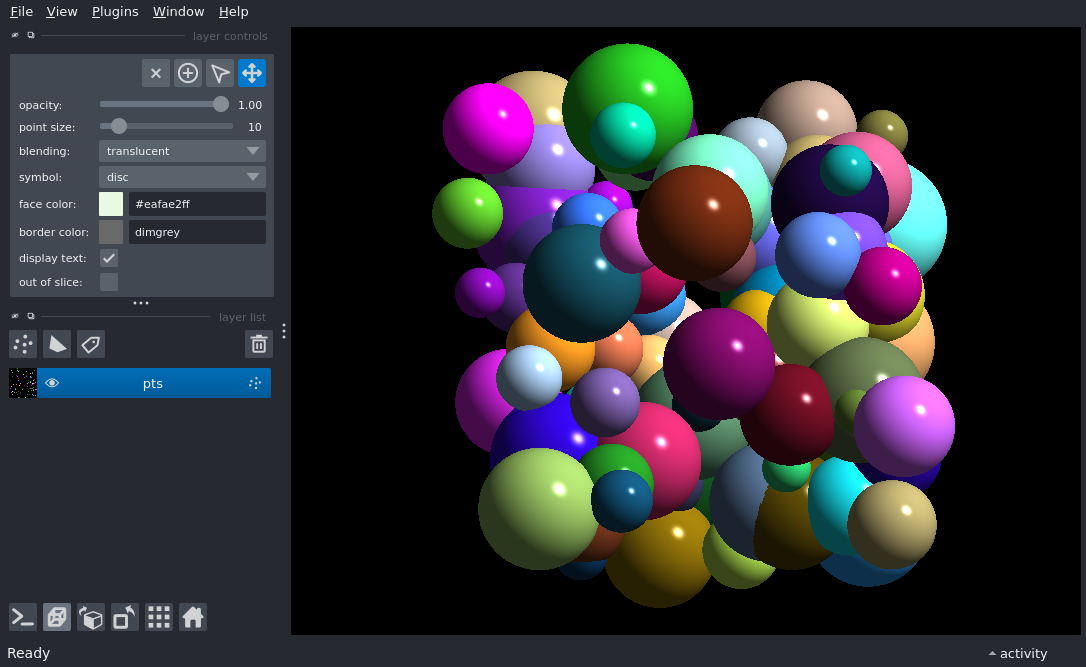 File View Plugins Window Help
layer controls
opacity: 1.00
point size: 10
blending: translucent
symbol: disc
face color: #eafae2ff
border color: dimgrey
display text:
out of slice:
layer list
pts
Ready
activity